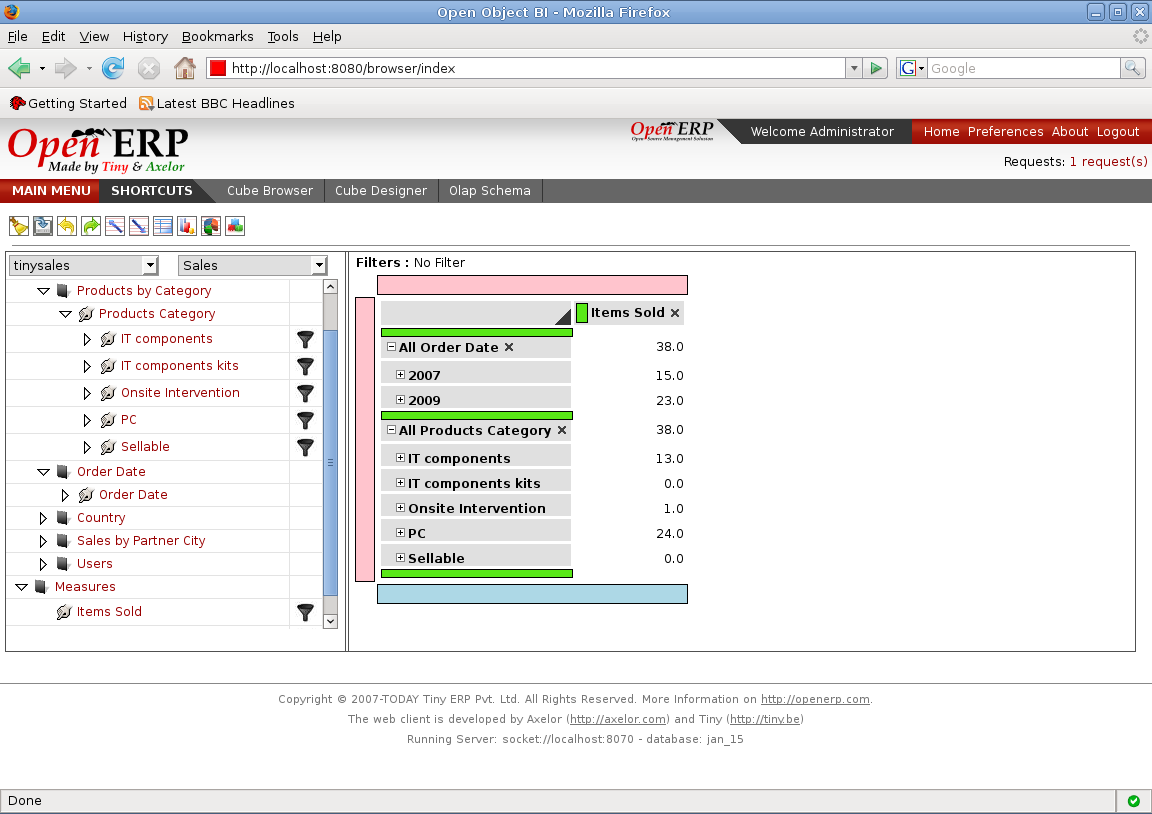 Open Object BI - Mozilla Firefox
File Edit View History Bookmarks Tools Help
http://localhost:8080/browser/index
G Google
Getting Started Latest BBC Headlines
Open ERP
Made by Tiny & Axelor
Open ERP
Open Source Management Solution
Welcome Administrator
Home Preferences About Logout
Requests: 1 request(s)
MAIN MENU SHORTCUTS Cube Browser Cube Designer Olap Schema
tinysales Sales
Products by Category
Products Category
IT components
IT components kits
Onsite Intervention
PC
Sellable
Order Date
Order Date
Country
Sales by Partner City
Users
Measures
Items Sold
Filters : No Filter
Items Sold
All Order Date 38.0
2007 15.0
2009 23.0
All Products Category 38.0
IT components 13.0
IT components kits 0.0
Onsite Intervention 1.0
PC 24.0
Sellable 0.0
Copyright © 2007-TODAY Tiny ERP Pvt. Ltd. All Rights Reserved. More Information on http://openerp.com.
The web client is developed by Axelor (http://axelor.com) and Tiny (http://tiny.be)
Running Server: socket://localhost:8070 - database: jan_15
Done